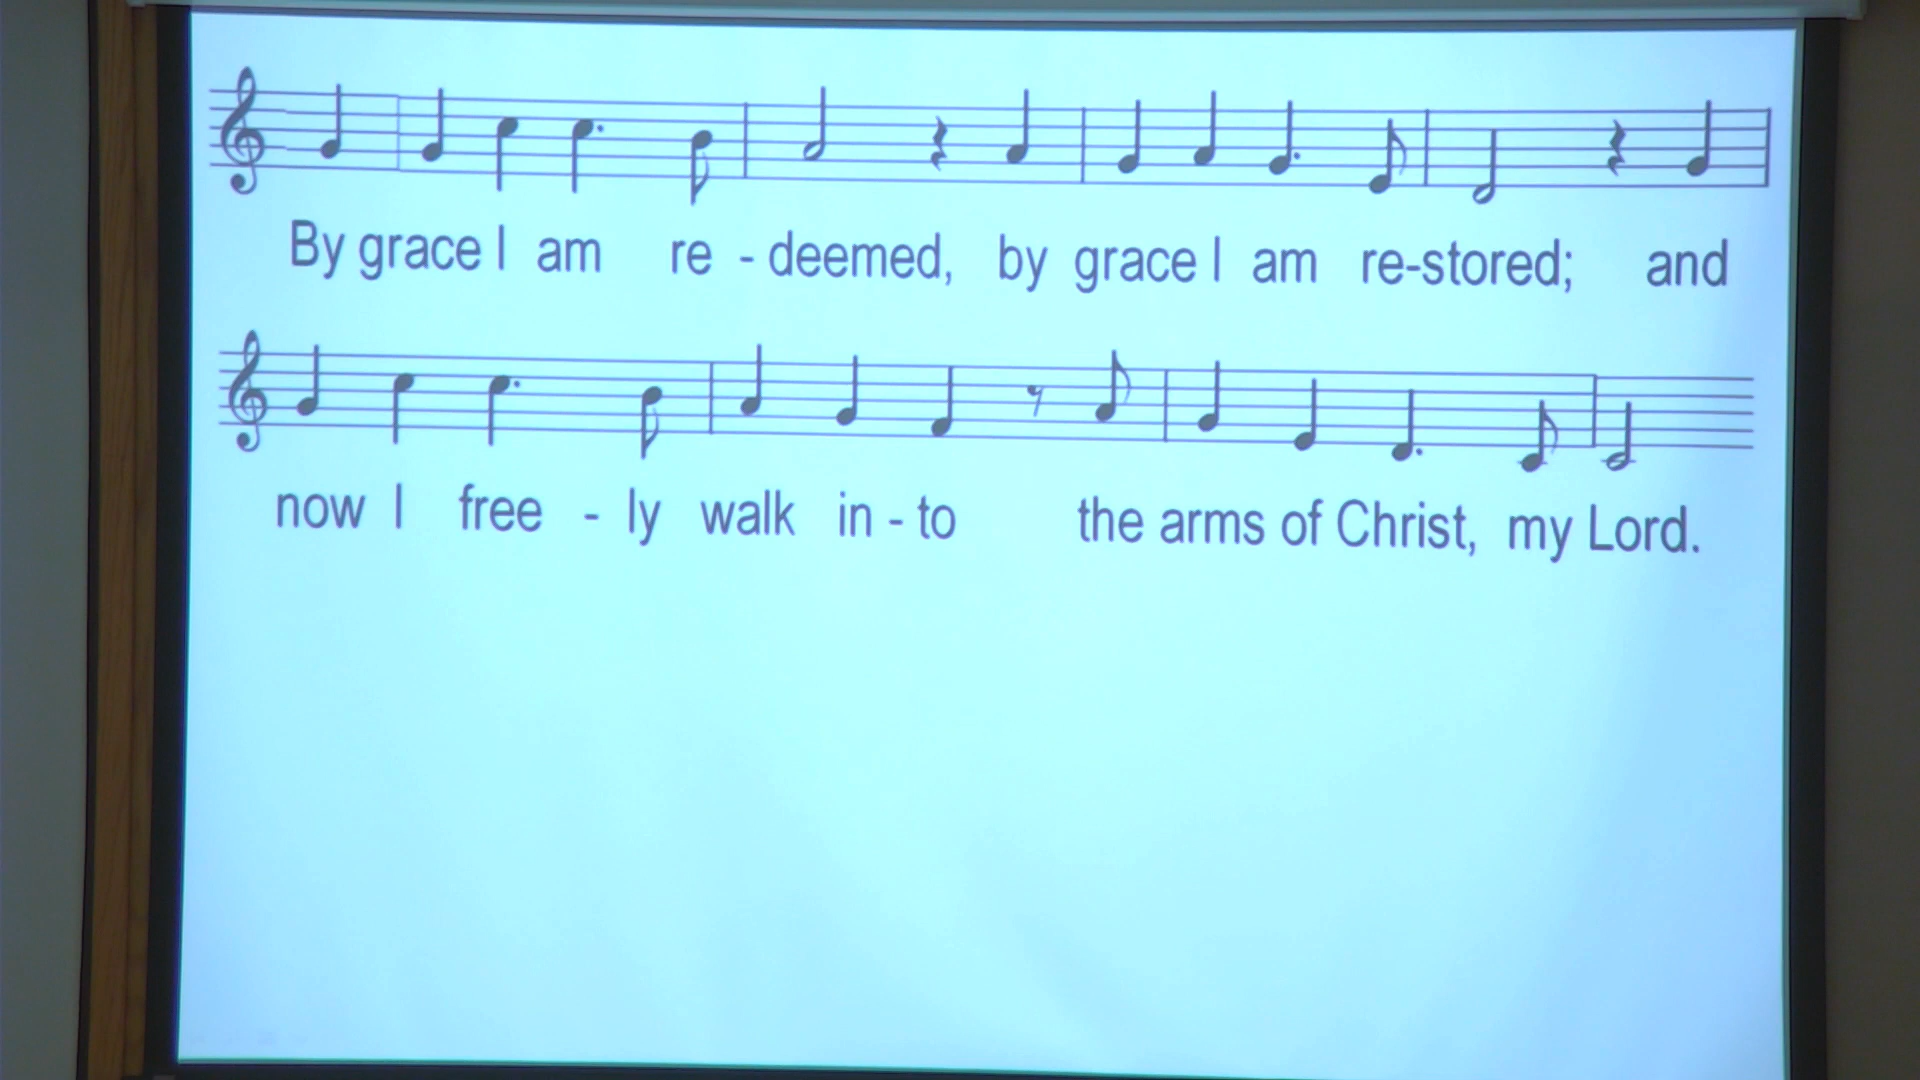 By grace I am re - deemed, by grace I am re-stored; and
now I free - ly walk in - to the arms of Christ, my Lord.